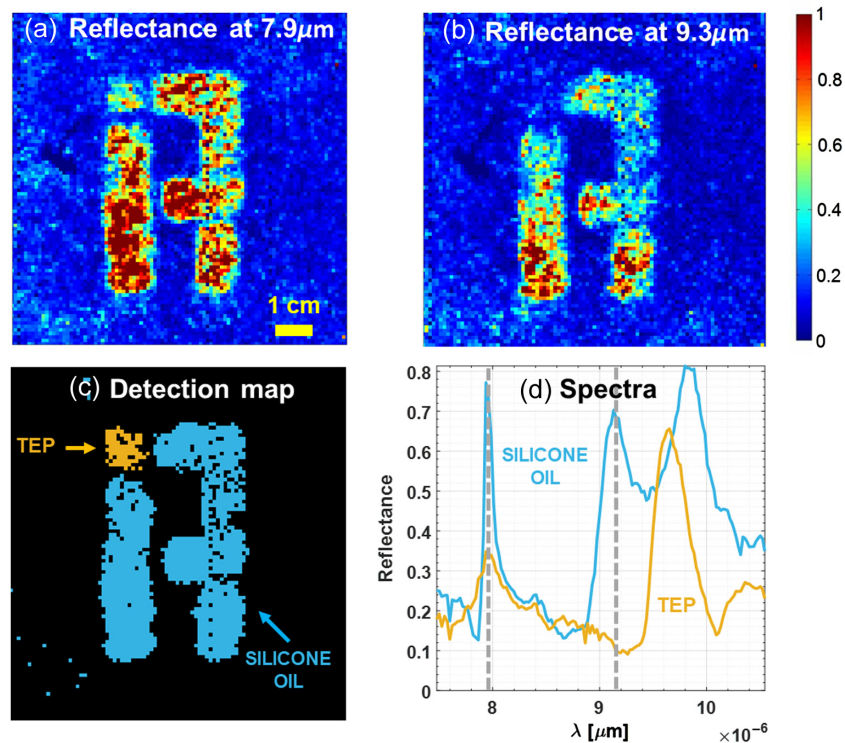 (a) Reflectance at 7.9μm
(b) Reflectance at 9.3μm
1
0.8
0.6
0.4
0.2
0
1 cm
(c) Detection map
TEP
SILICONE
OIL
(d) Spectra
0.8
0.7
0.6
0.5
0.4
0.3
0.2
0.1
0
Reflectance
SILICONE
OIL
TEP
8 9 10
λ [μm] ×10⁻⁶